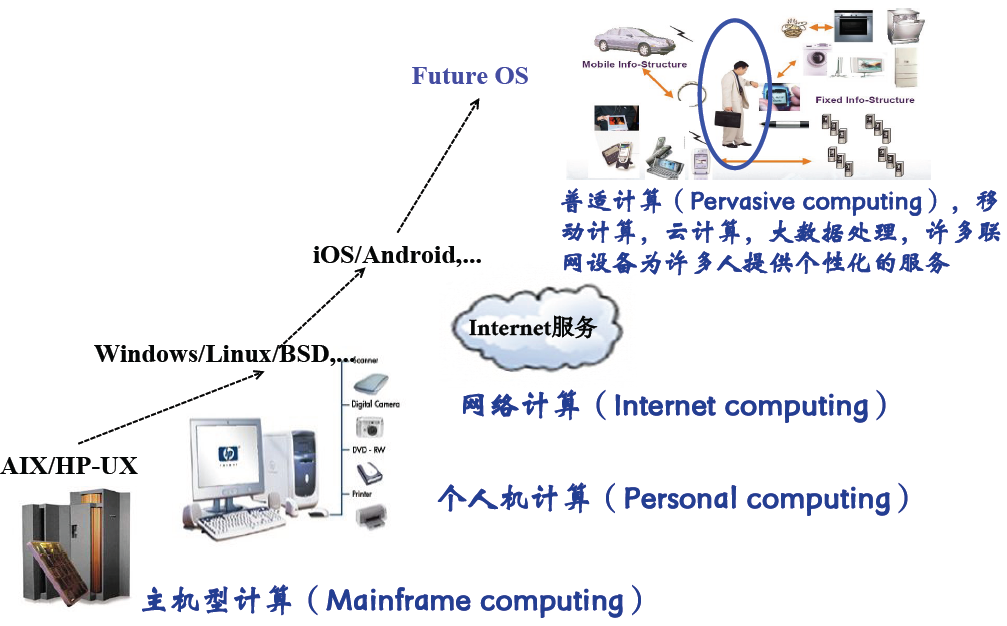 Future OS
Mobile Info-Structure
Fixed Info-Structure
普适计算（Pervasive computing），移
动计算，云计算，大数据处理，许多联
网设备为许多人提供个性化的服务
iOS/Android,...
Internet服务
Windows/Linux/BSD,...
Scanner
Digital Camera
DVD - RW
Printer
网络计算（Internet computing）
AIX/HP-UX
hp
invent
个人机计算（Personal computing）
主机型计算（Mainframe computing）